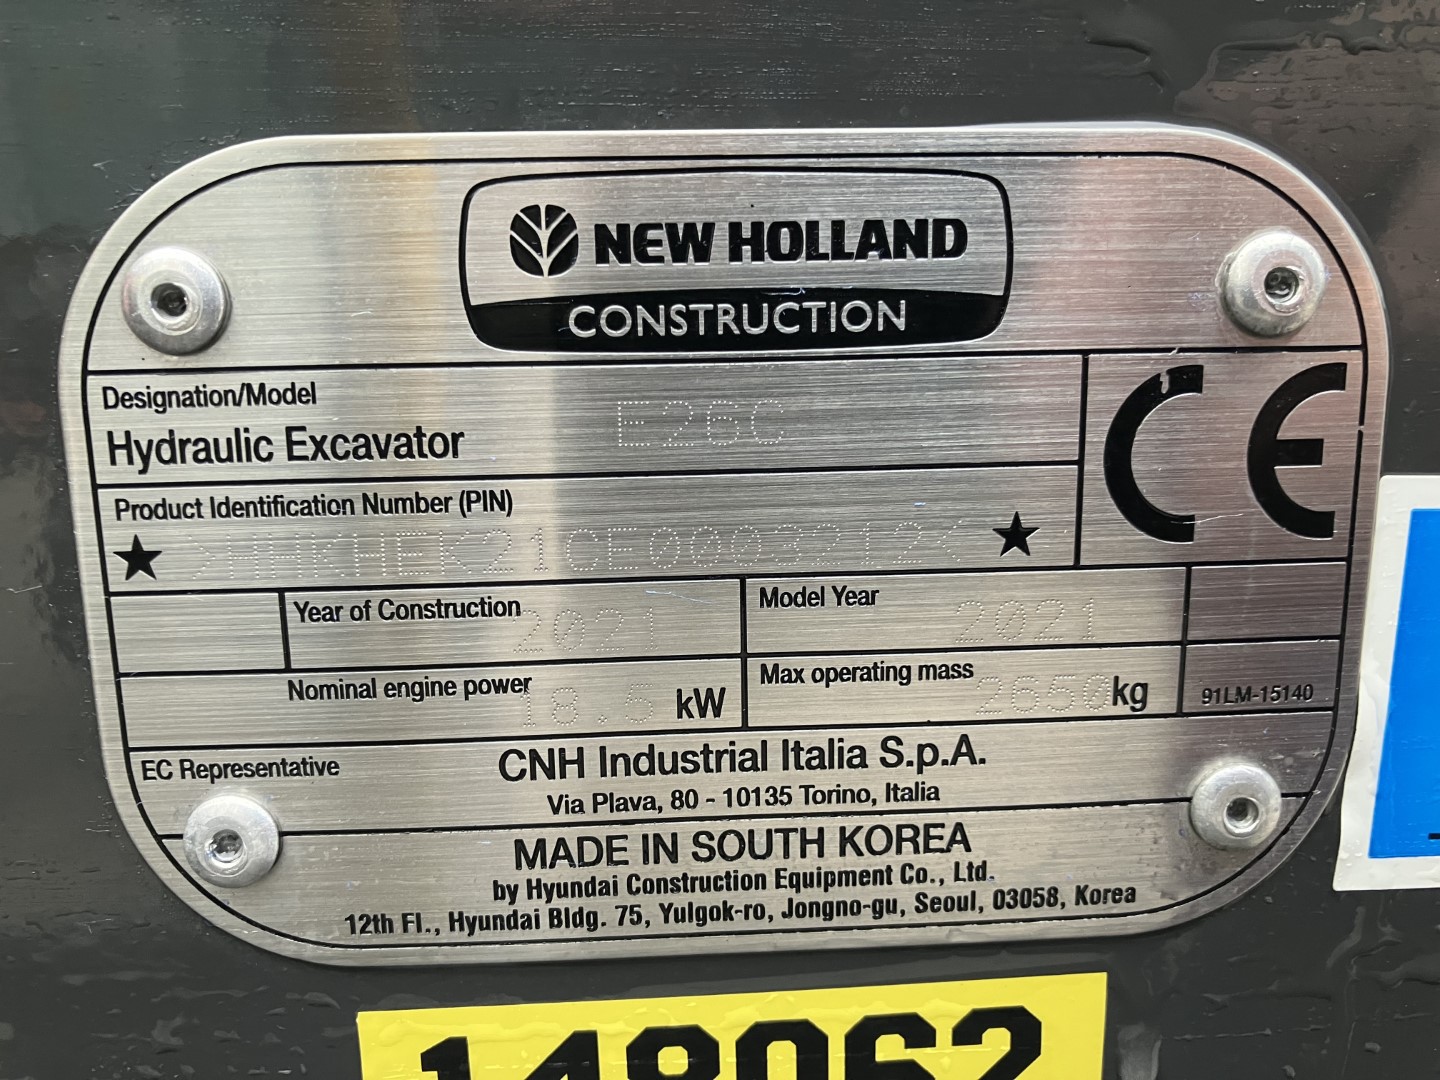 NEW HOLLAND
CONSTRUCTION
Designation/Model
Hydraulic Excavator E26C
CE
Product Identification Number (PIN)
★ >HHKHEK21CE0003212< ★
Year of Construction 2021
Model Year 2021
Nominal engine power 18.5 kW
Max operating mass 2650 kg
91LM-15140
EC Representative
CNH Industrial Italia S.p.A.
Via Plava, 80 - 10135 Torino, Italia
MADE IN SOUTH KOREA
by Hyundai Construction Equipment Co., Ltd.
12th Fl., Hyundai Bldg. 75, Yulgok-ro, Jongno-gu, Seoul, 03058, Korea
148062